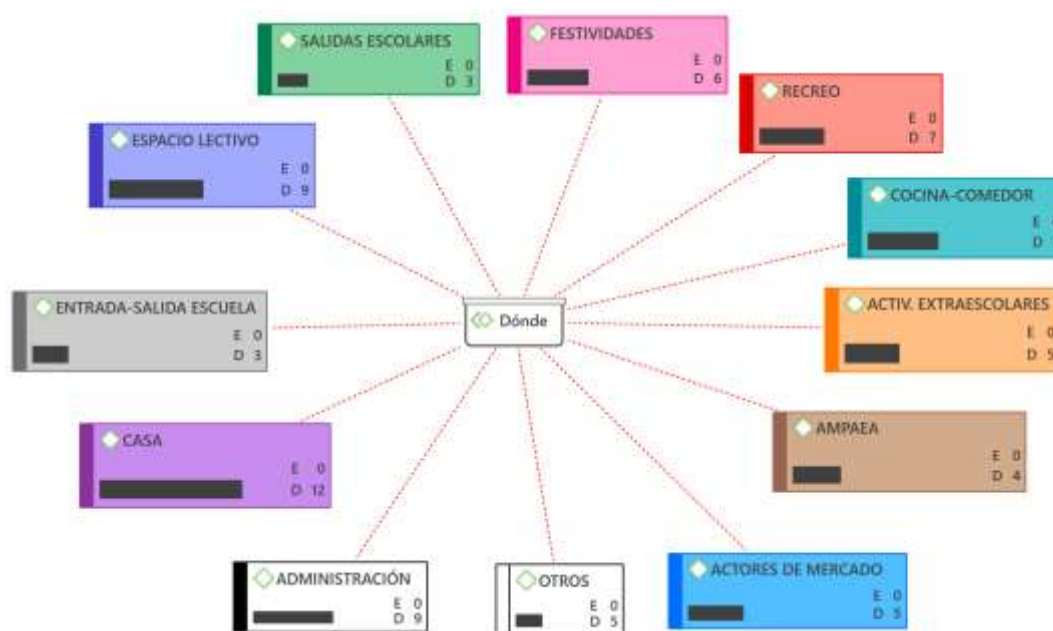 SALIDAS ESCOLARES
E 0
D 3
FESTIVIDADES
E 0
D 6
RECREO
E 0
D 7
ESPACIO LECTIVO
E 0
D 9
COCINA-COMEDOR
E
D
ENTRADA-SALIDA ESCUELA
E 0
D 3
Dónde
ACTIV. EXTRAESCOLARES
E 0
D 5
CASA
E 0
D 12
AMPAEA
E 0
D 4
ADMINISTRACIÓN
E 0
D 9
OTROS
E 0
D 5
ACTORES DE MERCADO
E 0
D 5